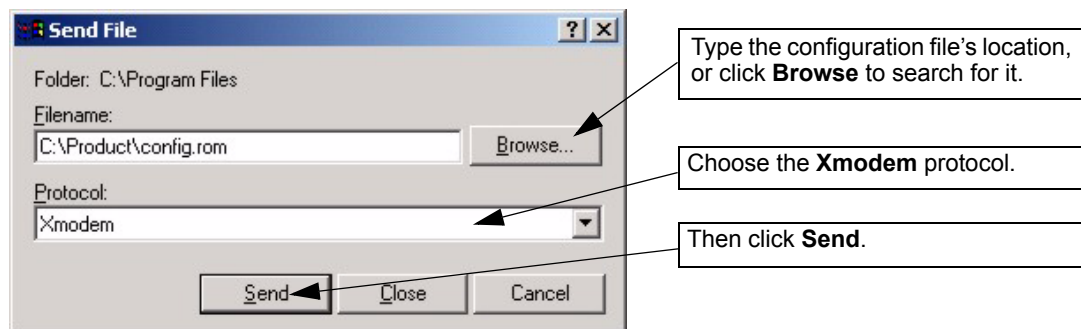 Send File
Folder: C:\Program Files
Filename:
C:\Product\config.rom
Browse...
Protocol:
Xmodem
Send
Close
Cancel
Type the configuration file's location,
or click Browse to search for it.
Choose the Xmodem protocol.
Then click Send.